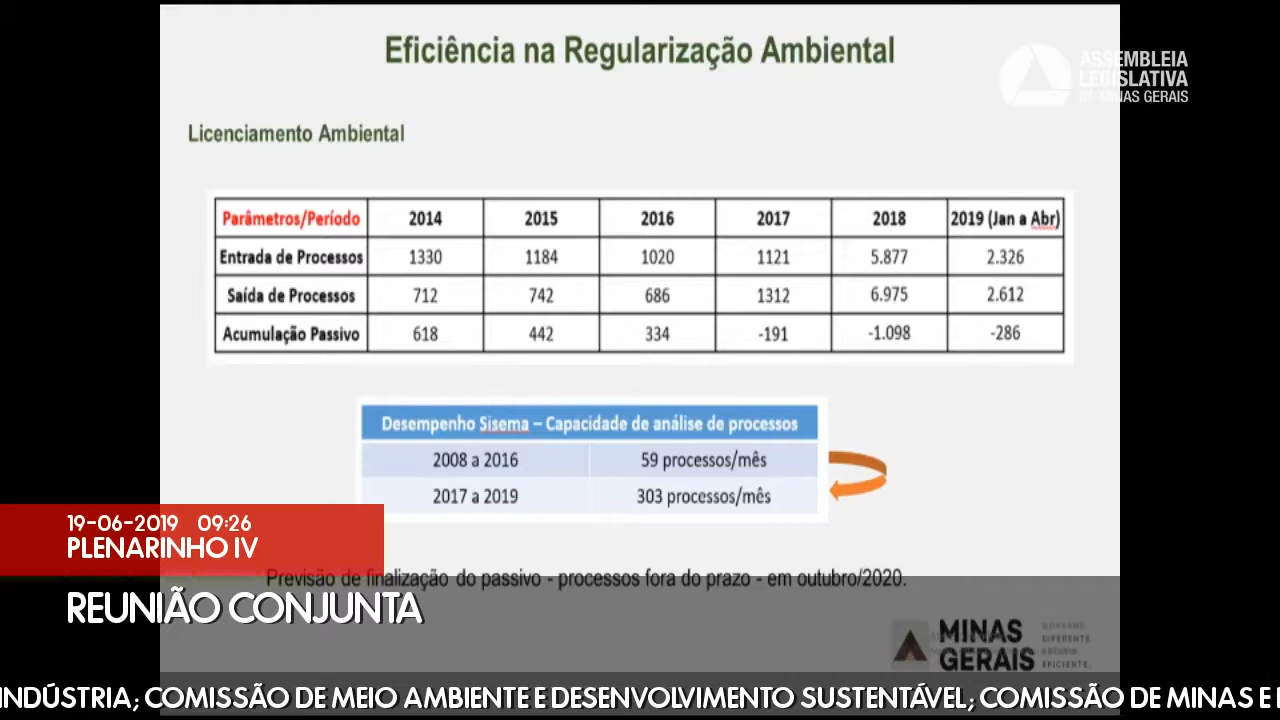 Eficiência na Regularização Ambiental
ASSEMBLEIA
LEGISLATIVA
DE MINAS GERAIS
Licenciamento Ambiental
Parâmetros/Período 2014 2015 2016 2017 2018 2019 (Jan a Abr)
Entrada de Processos 1330 1184 1020 1121 5.877 2.326
Saída de Processos 712 742 686 1312 6.975 2.612
Acumulação Passivo 618 442 334 -191 -1.098 -286
Desempenho Sisema – Capacidade de análise de processos
2008 a 2016 59 processos/mês
2017 a 2019 303 processos/mês
19-06-2019 09:26
PLENARINHO IV
Previsão de finalização do passivo - processos fora do prazo - em outubro/2020.
REUNIÃO CONJUNTA
MINAS
GERAIS
DIFERENTE.
EFICIENTE.
INDÚSTRIA; COMISSÃO DE MEIO AMBIENTE E DESENVOLVIMENTO SUSTENTÁVEL; COMISSÃO DE MINAS E